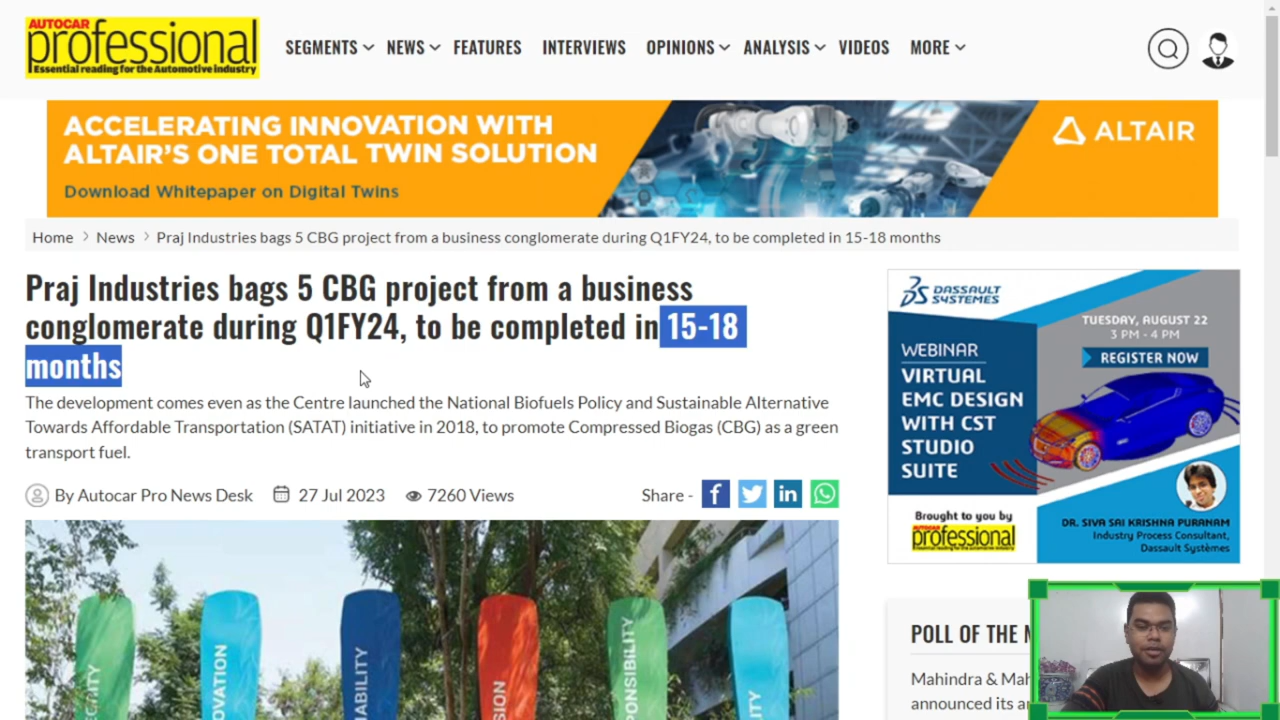 AUTOCAR
professional
Essential reading for the Automotive Industry
SEGMENTS NEWS FEATURES INTERVIEWS OPINIONS ANALYSIS VIDEOS MORE
ACCELERATING INNOVATION WITH
ALTAIR'S ONE TOTAL TWIN SOLUTION
Download Whitepaper on Digital Twins
ALTAIR
Home > News > Praj Industries bags 5 CBG project from a business conglomerate during Q1FY24, to be completed in 15-18 months
Praj Industries bags 5 CBG project from a business
conglomerate during Q1FY24, to be completed in 15-18
months
The development comes even as the Centre launched the National Biofuels Policy and Sustainable Alternative
Towards Affordable Transportation (SATAT) initiative in 2018, to promote Compressed Biogas (CBG) as a green
transport fuel.
By Autocar Pro News Desk 27 Jul 2023 7260 Views Share -
DASSAULT
SYSTEMES
TUESDAY, AUGUST 22
3 PM - 4 PM
REGISTER NOW
WEBINAR
VIRTUAL
EMC DESIGN
WITH CST
STUDIO
SUITE
Brought to you by
AUTOCAR
professional
DR. SIVA SAI KRISHNA PURANAM
Industry Process Consultant,
Dassault Systèmes
POLL OF THE M
Mahindra & Mah
announced its a